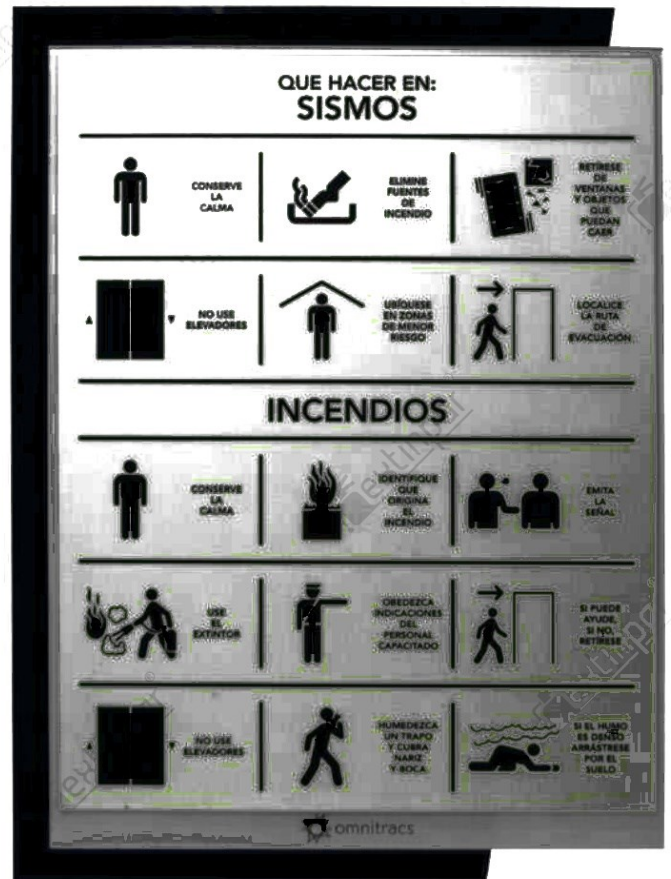 QUE HACER EN:
SISMOS
CONSERVE
LA
CALMA
ELIMINE
FUENTES
DE
INCENDIO
RETÍRESE
DE
VENTANAS
Y OBJETOS
QUE
PUEDAN
CAER
NO USE
ELEVADORES
UBÍQUESE
EN ZONAS
DE MENOR
RIESGO
LOCALICE
LA RUTA
DE
EVACUACIÓN
INCENDIOS
CONSERVE
LA
CALMA
IDENTIFIQUE
QUE
ORIGINA
EL
INCENDIO
EMITA
LA
SEÑAL
USE
EL
EXTINTOR
OBEDEZCA
INDICACIONES
DEL
PERSONAL
CAPACITADO
SI PUEDE
AYUDE,
SI NO,
RETÍRESE
NO USE
ELEVADORES
HUMEDEZCA
UN TRAPO
Y CUBRA
NARIZ
Y BOCA
SI EL HUMO
ES DENSO
ARRÁSTRESE
POR EL
SUELO
omnitracs